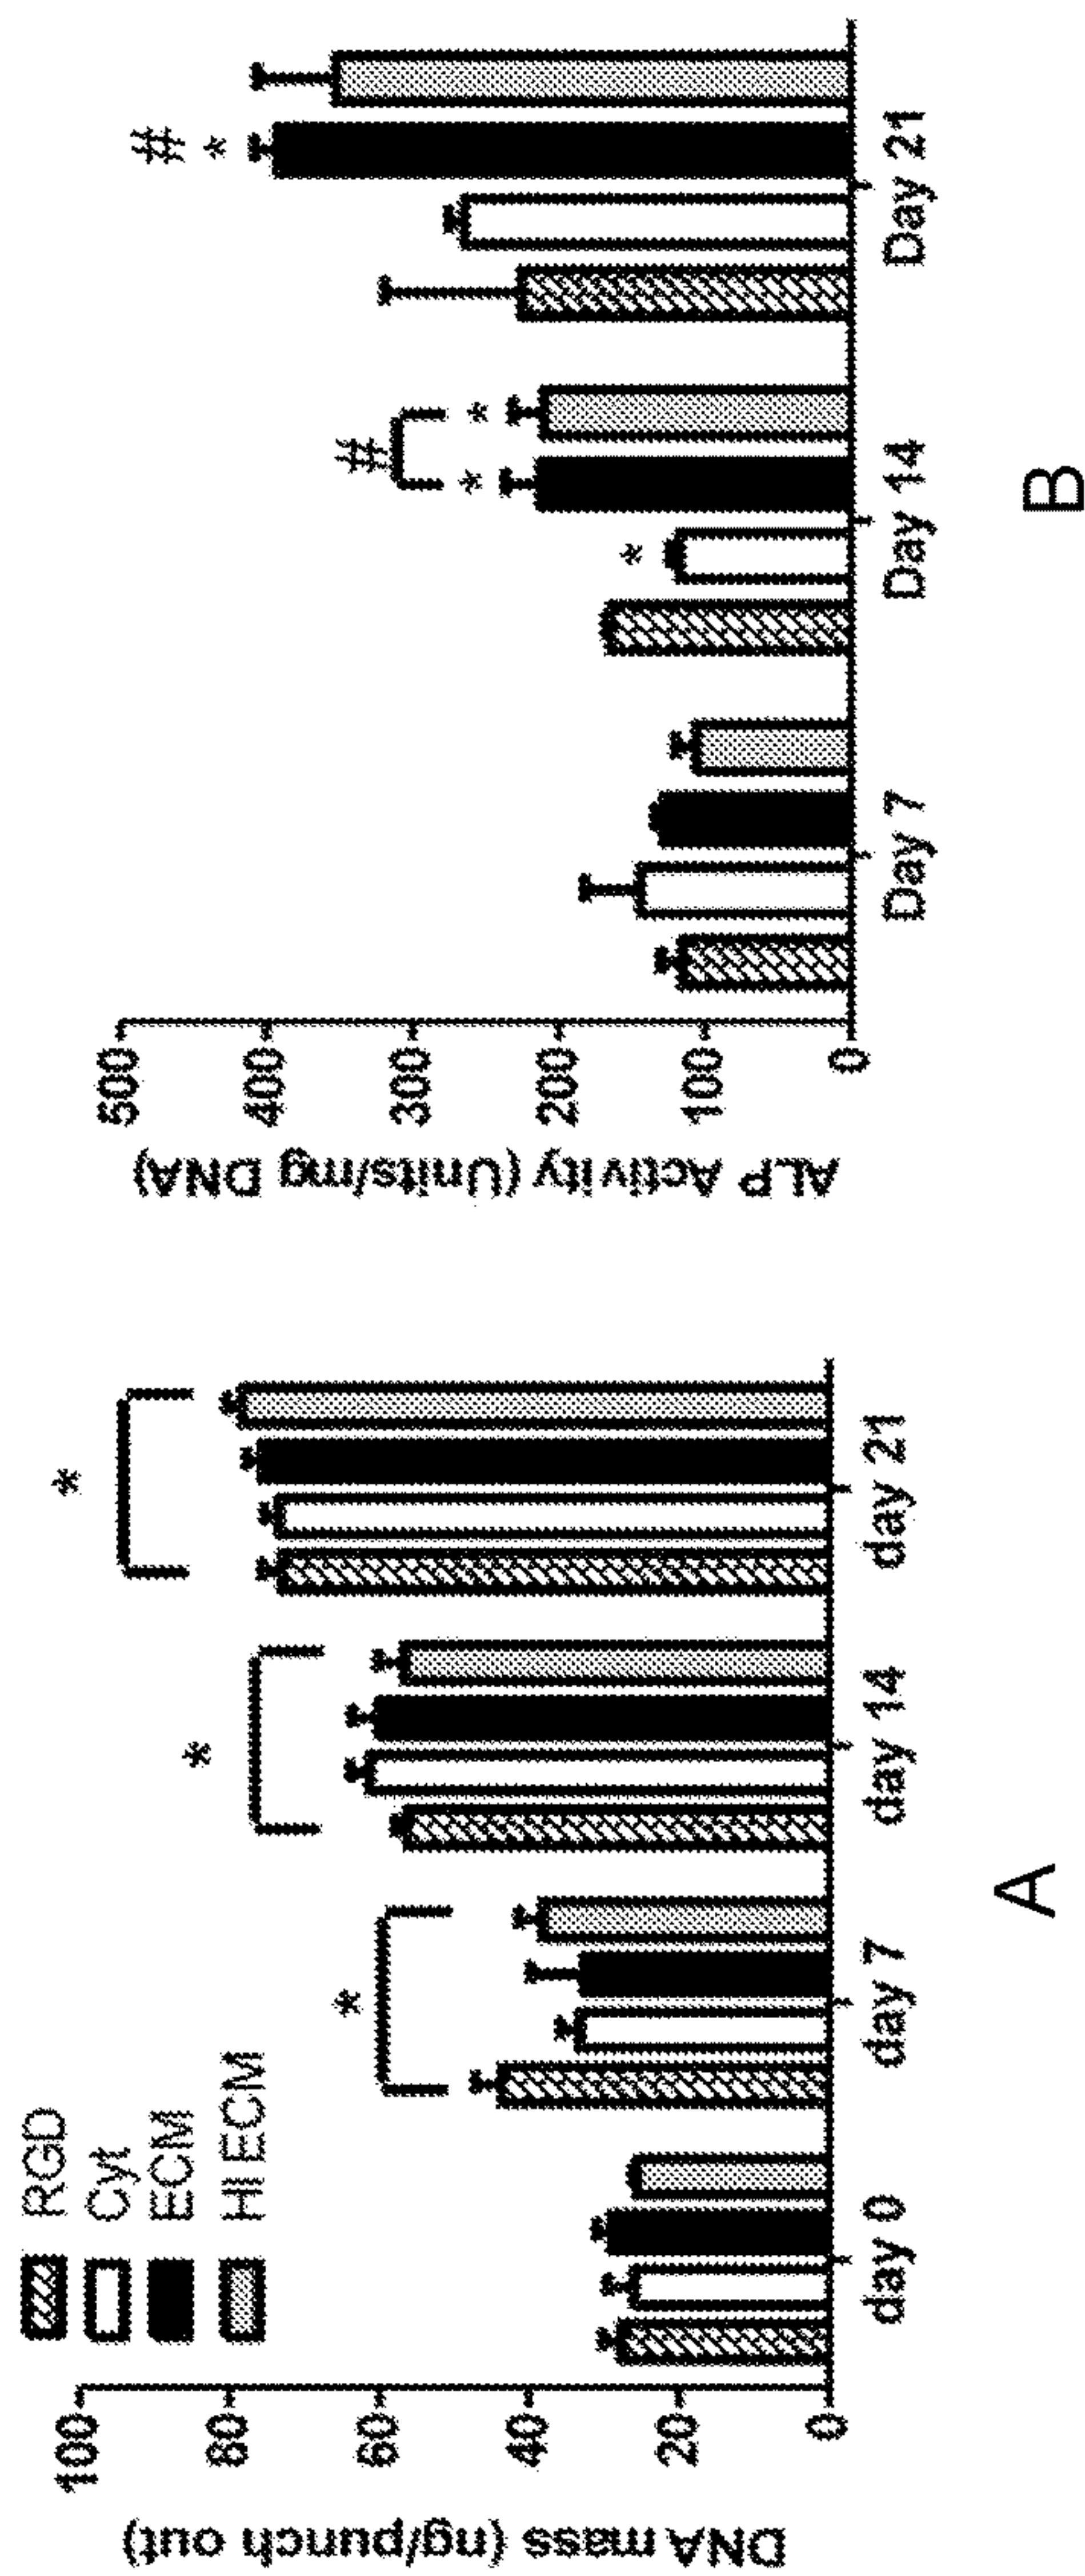 RGD
Cyt
ECM
HI ECM
DNA mass (ng/punch out)
100
80
60
40
20
0
*
*
*
day 0
day 7
day 14
day 21
A
ALP Activity (Units/mg DNA)
500
400
300
200
100
0
*
#
*
*
#
*
Day 7
Day 14
Day 21
B